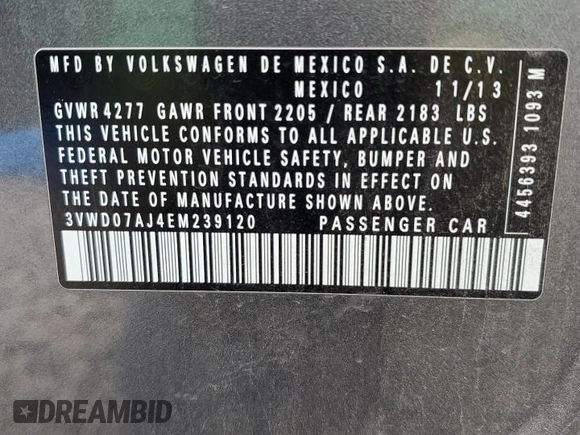 MFD BY VOLKSWAGEN DE MEXICO S.A. DE C.V.
MEXICO 11/13
GVWR 4277 GAWR FRONT 2205 / REAR 2183 LBS
THIS VEHICLE CONFORMS TO ALL APPLICABLE U.S.
FEDERAL MOTOR VEHICLE SAFETY, BUMPER AND
THEFT PREVENTION STANDARDS IN EFFECT ON
THE DATE OF MANUFACTURE SHOWN ABOVE.
3VWD07AJ4EM239120 PASSENGER CAR
4456393 1093 M
DREAMBID